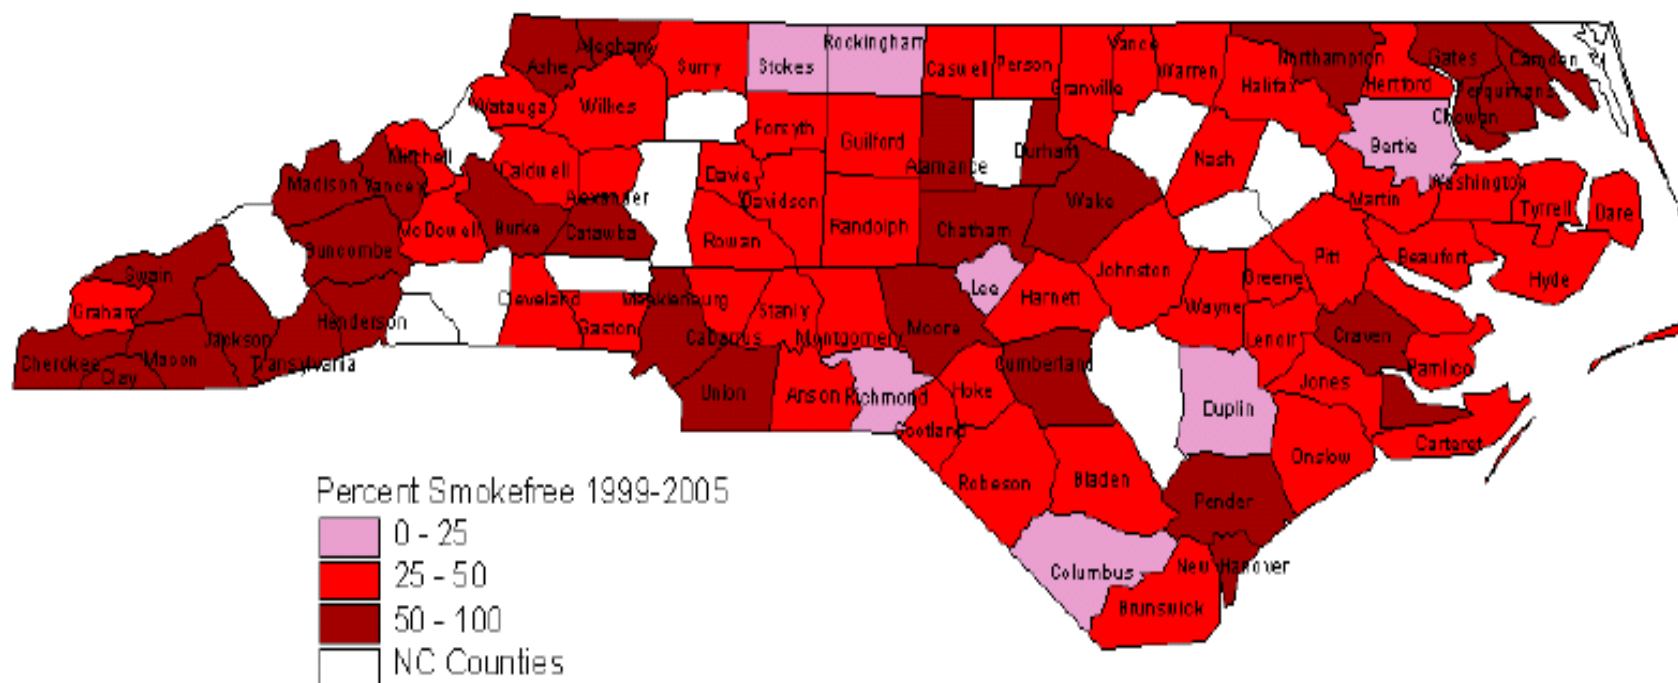 Ashe
Alleghany
Surry
Stokes
Rockingham
Caswell
Person
Granville
Vance
Warren
Halifax
Northampton
Hertford
Gates
Camden
Perquimans
Chowan
Bertie
Watauga
Wilkes
Forsyth
Guilford
Alamance
Durham
Nash
Mitchell
Caldwell
Alexander
Davie
Davidson
Madison
Yancey
McDowell
Burke
Catawba
Rowan
Randolph
Chatham
Wake
Martin
Washington
Tyrrell
Dare
Buncombe
Swain
Graham
Jackson
Henderson
Cleveland
Gaston
Mecklenburg
Cabarrus
Stanly
Montgomery
Moore
Lee
Harnett
Johnston
Wayne
Greene
Pitt
Beaufort
Hyde
Lenoir
Craven
Pamlico
Cherokee
Clay
Macon
Transylvania
Union
Anson
Richmond
Hoke
Cumberland
Scotland
Duplin
Jones
Onslow
Carteret
Robeson
Bladen
Pender
Columbus
New Hanover
Brunswick
Percent Smokefree 1999-2005
0 - 25
25 - 50
50 - 100
NC Counties